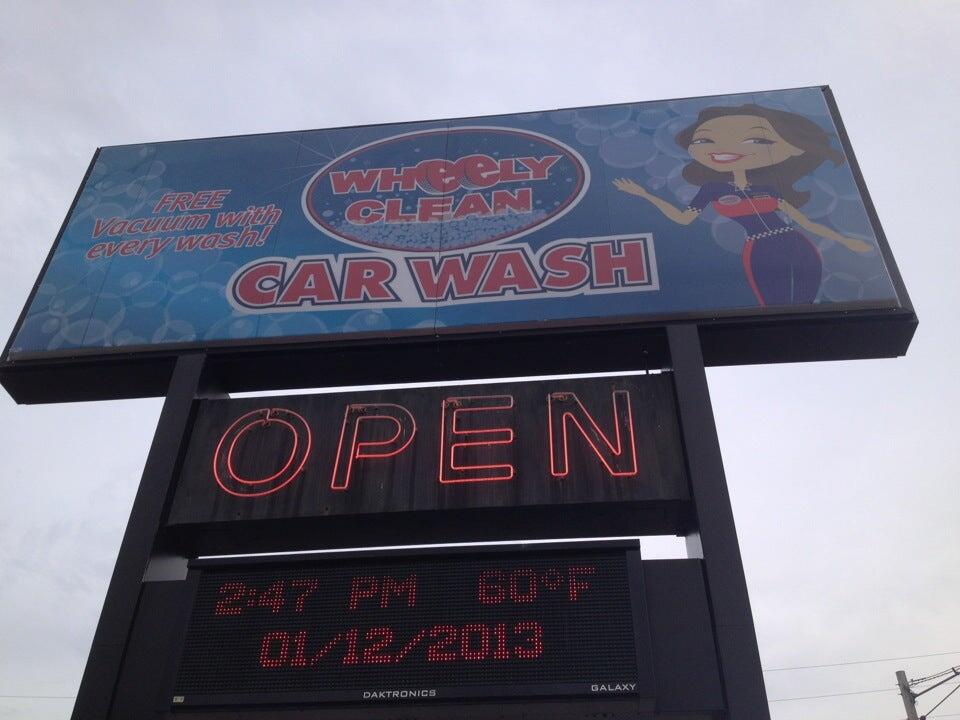 FREE
Vacuum with
every wash!
WHEELY
CLEAN
CAR WASH
OPEN
2:47 PM 60°F
01/12/2013
DAKTRONICS GALAXY